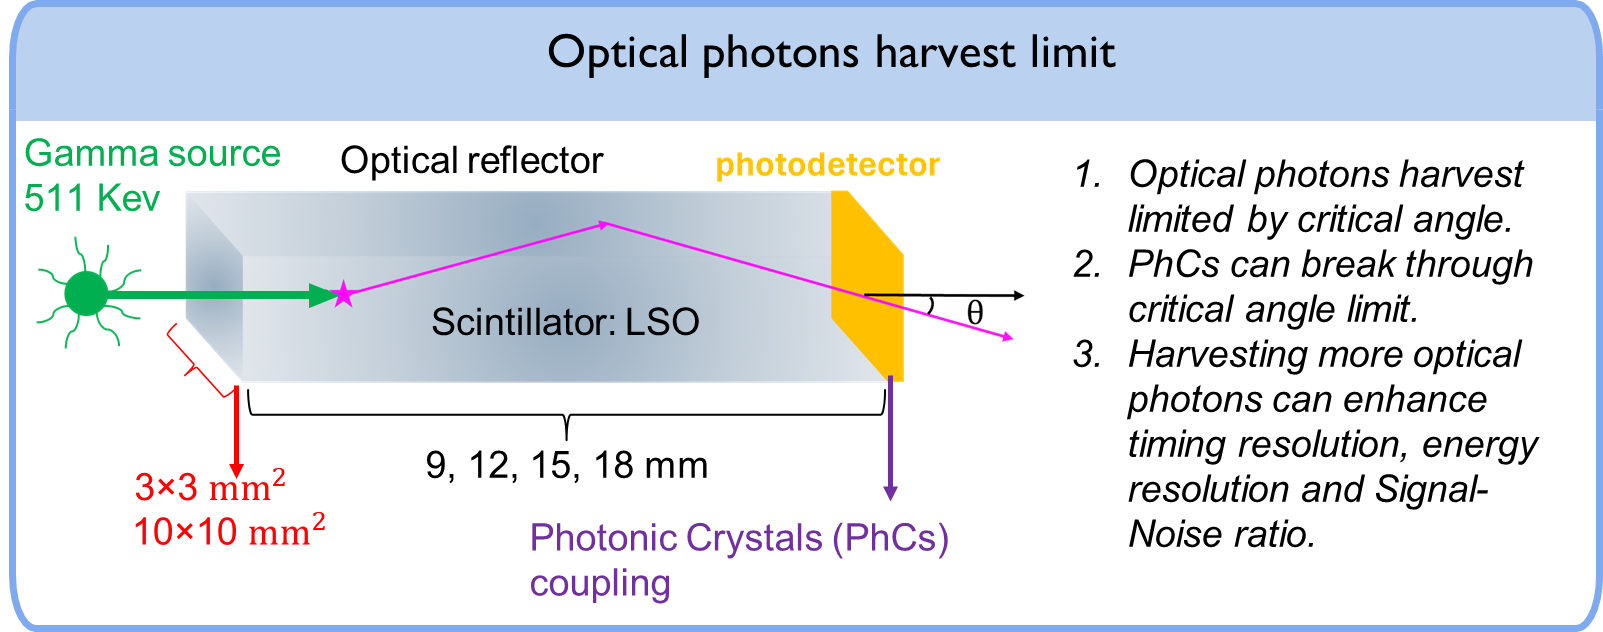 Optical photons harvest limit
Gamma source
511 Kev
Optical reflector
photodetector
Scintillator: LSO
θ
9, 12, 15, 18 mm
3×3 mm²
10×10 mm²
Photonic Crystals (PhCs)
coupling
1. Optical photons harvest
limited by critical angle.
2. PhCs can break through
critical angle limit.
3. Harvesting more optical
photons can enhance
timing resolution, energy
resolution and Signal-
Noise ratio.